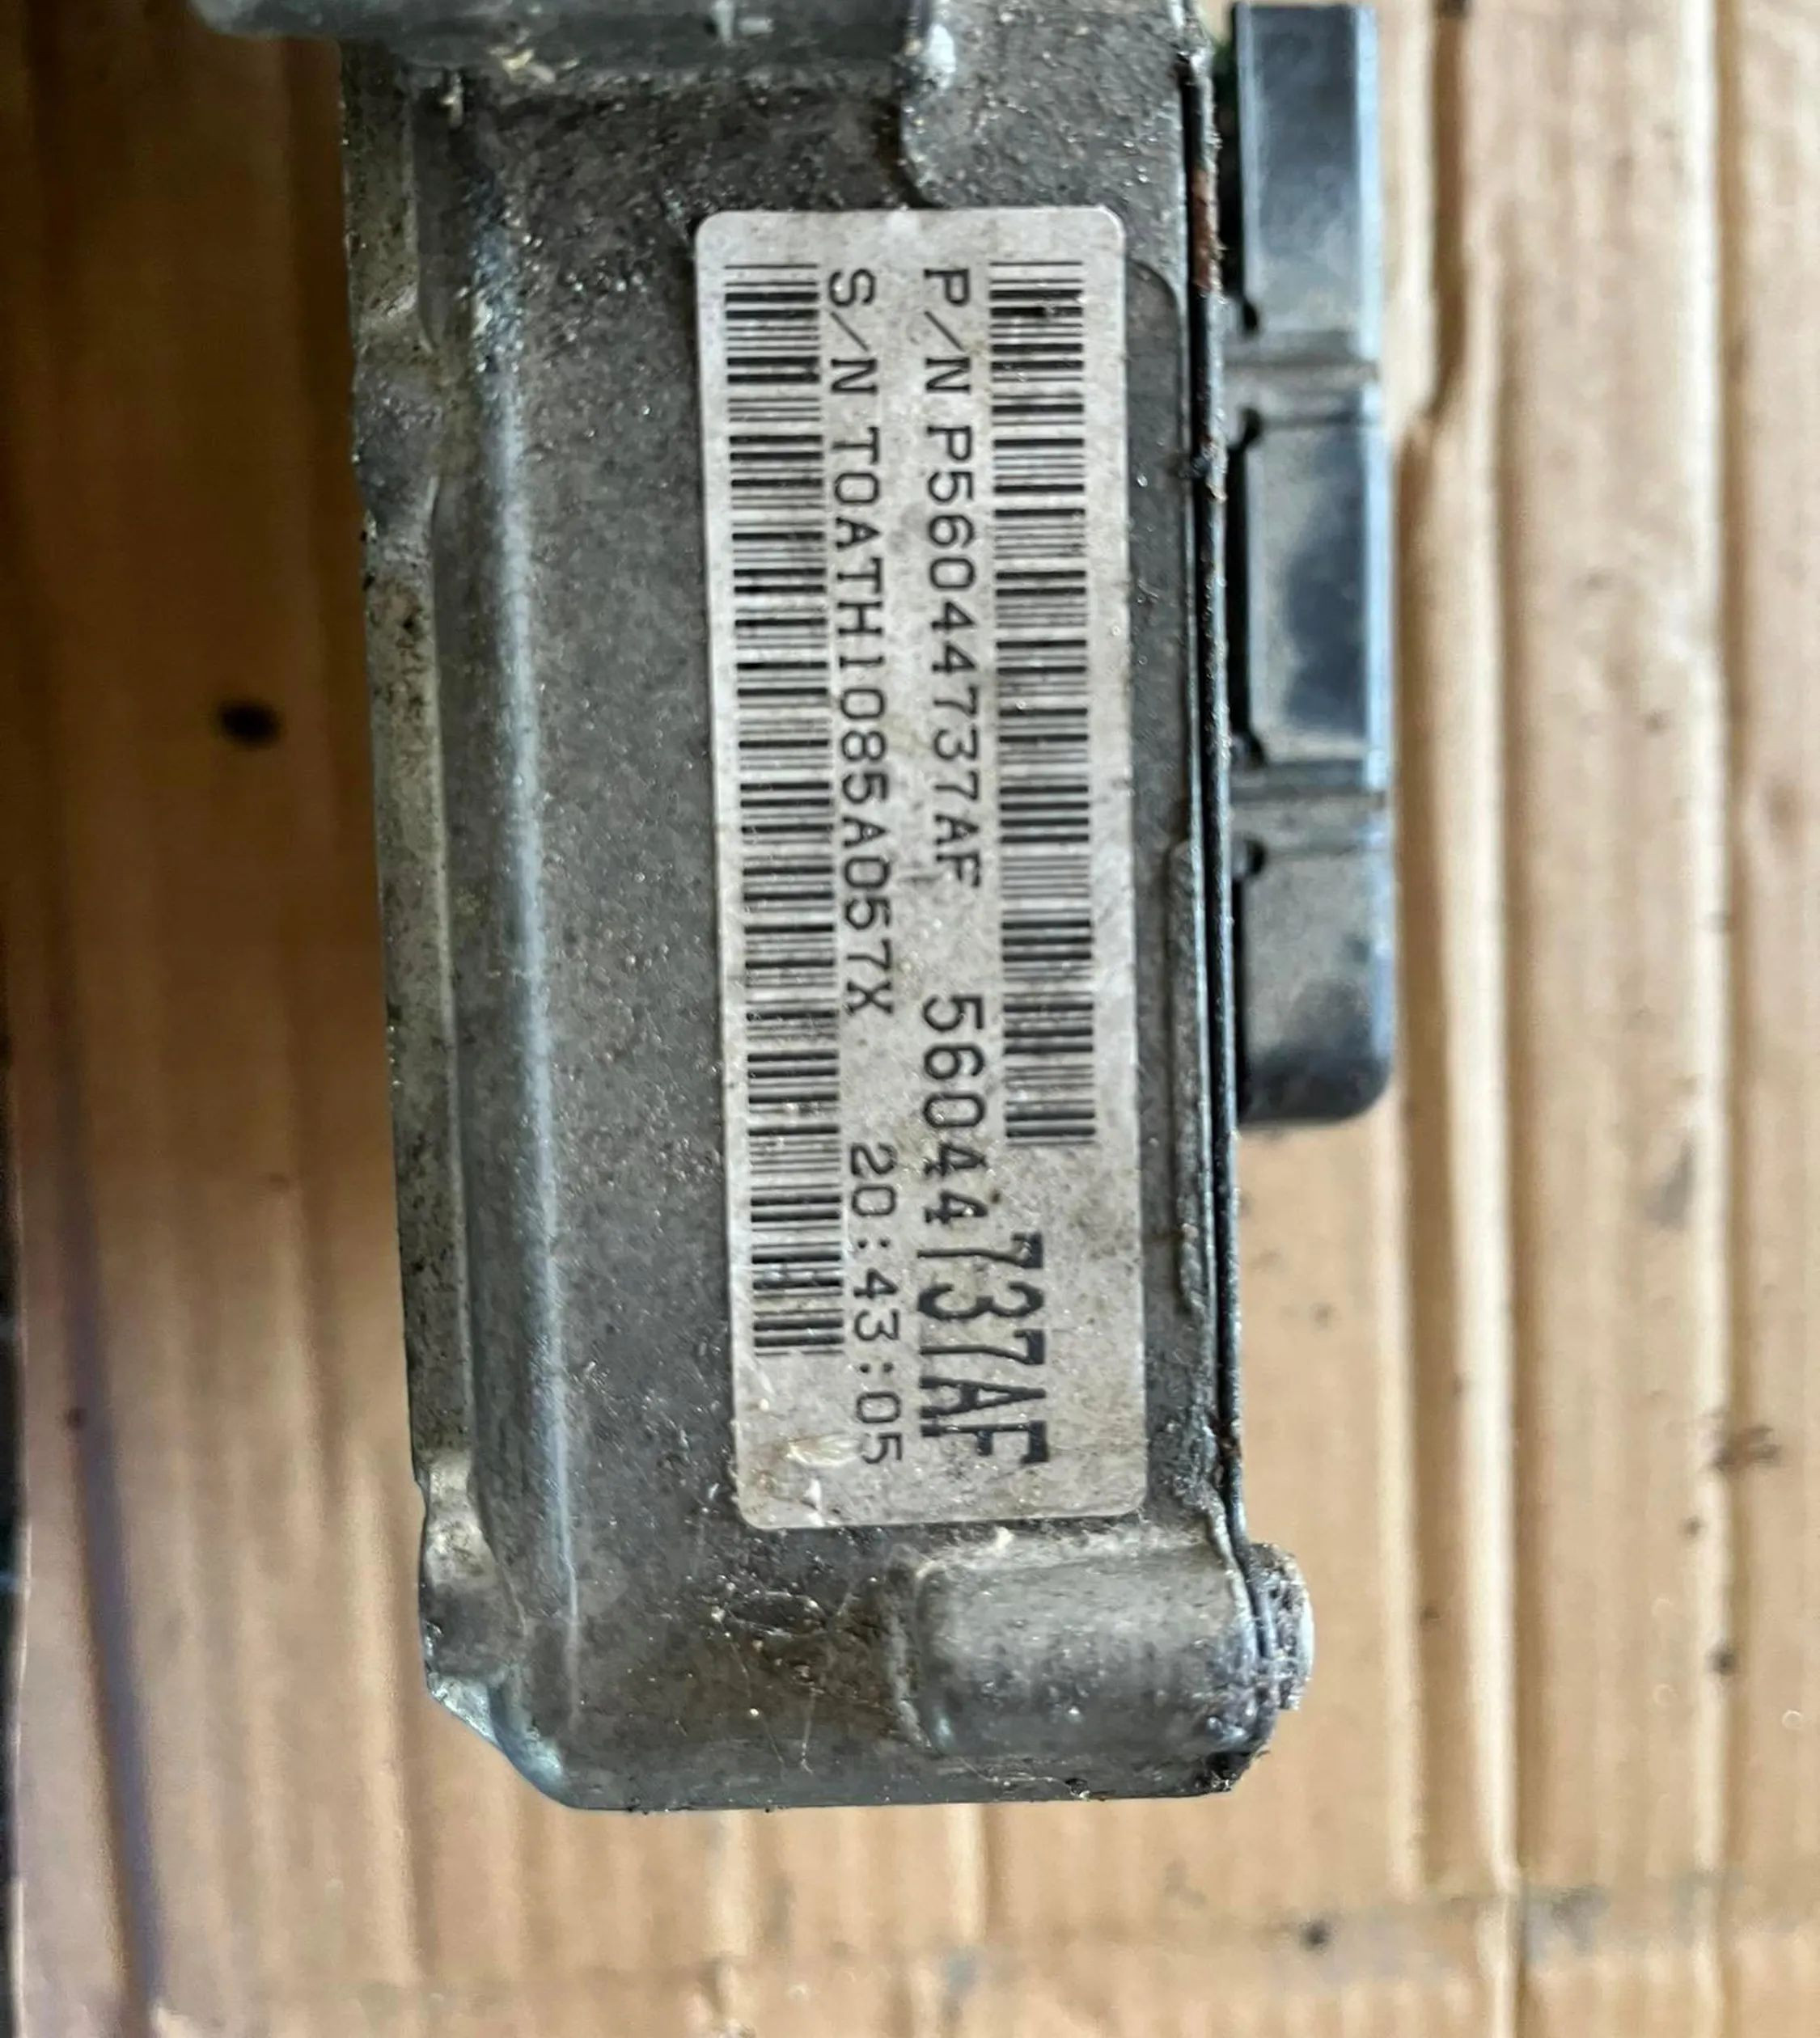 P/N P56044737AF 56044737AF
S/N T0ATH1085A057X 20:43:05